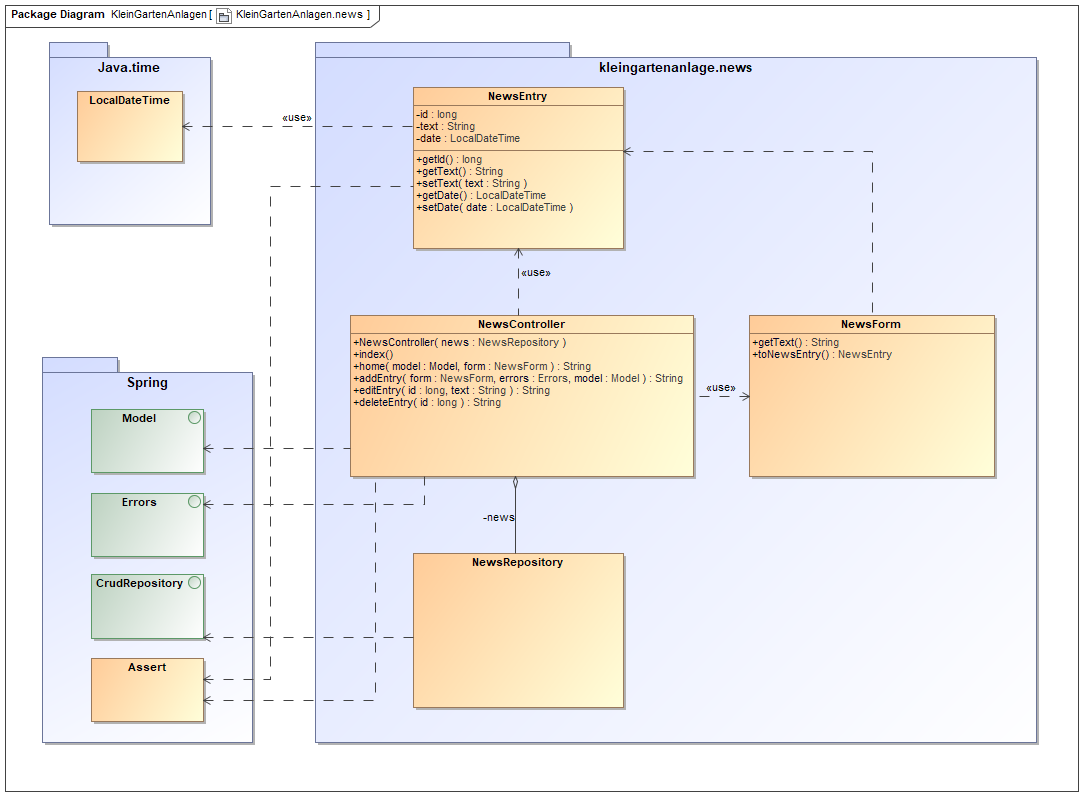 Package Diagram KleinGartenAnlagen [ KleinGartenAnlagen.news ]
Java.time
LocalDateTime
«use»
kleingartenanlage.news
NewsEntry
-id : long
-text : String
-date : LocalDateTime
+getId() : long
+getText() : String
+setText( text : String )
+getDate() : LocalDateTime
+setDate( date : LocalDateTime )
«use»
NewsController
+NewsController( news : NewsRepository )
+index()
+home( model : Model, form : NewsForm ) : String
+addEntry( form : NewsForm, errors : Errors, model : Model ) : String
+editEntry( id : long, text : String ) : String
+deleteEntry( id : long ) : String
«use»
NewsForm
+getText() : String
+toNewsEntry() : NewsEntry
-news
NewsRepository
Spring
Model
Errors
CrudRepository
Assert